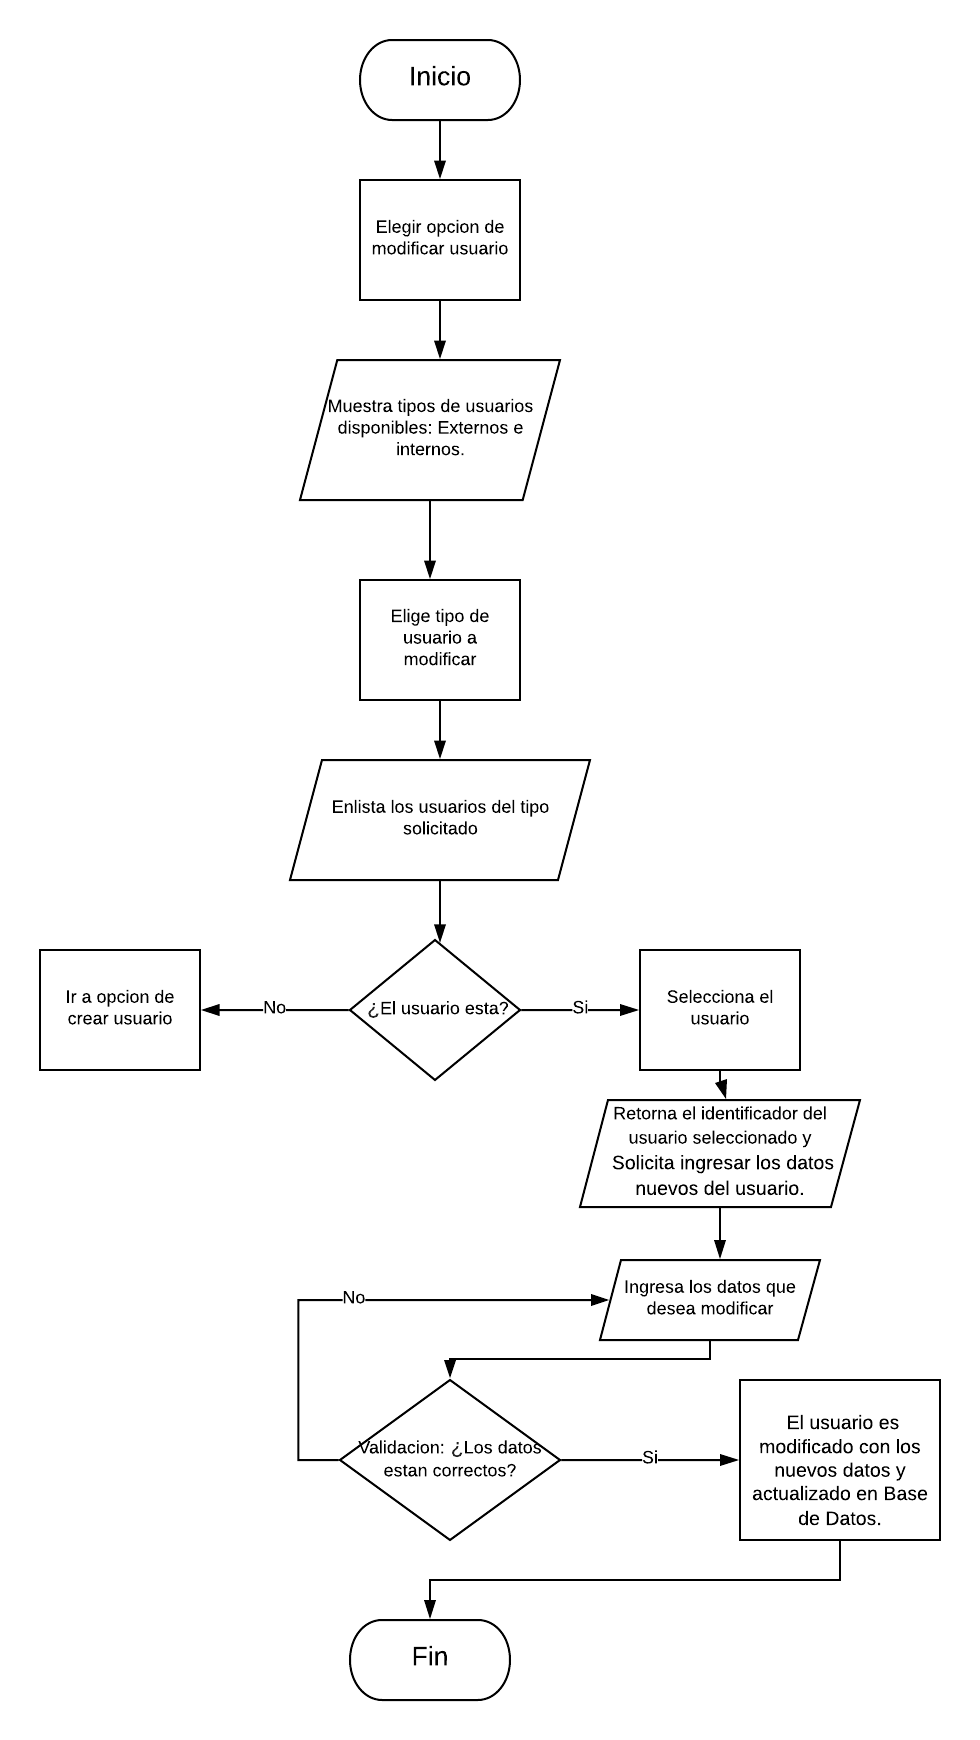 Inicio
Elegir opcion de
modificar usuario
Muestra tipos de usuarios
disponibles: Externos e
internos.
Elige tipo de
usuario a
modificar
Enlista los usuarios del tipo
solicitado
Ir a opcion de
crear usuario
No
¿El usuario esta?
Si
Selecciona el
usuario
Retorna el identificador del
usuario seleccionado y
Solicita ingresar los datos
nuevos del usuario.
Ingresa los datos que
desea modificar
No
Validacion: ¿Los datos
estan correctos?
Si
El usuario es
modificado con los
nuevos datos y
actualizado en Base
de Datos.
Fin